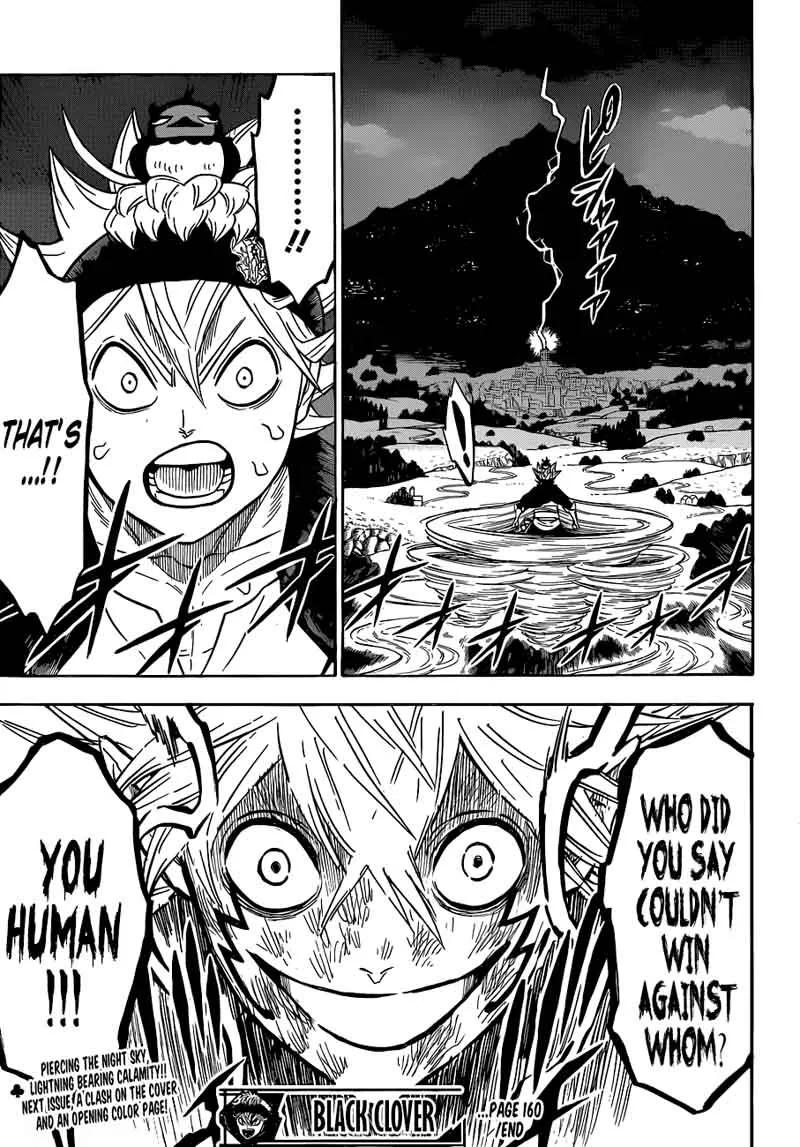 !
………!!
THAT'S
...!!
WHO DID
YOU SAY
COULDN'T
WIN
AGAINST
WHOM?
YOU
HUMAN
!!!
PIERCING THE NIGHT SKY,
LIGHTNING BEARING CALAMITY!!
NEXT ISSUE, A CLASH ON THE COVER
AND AN OPENING COLOR PAGE!
BLACK CLOVER
...PAGE 160
/END